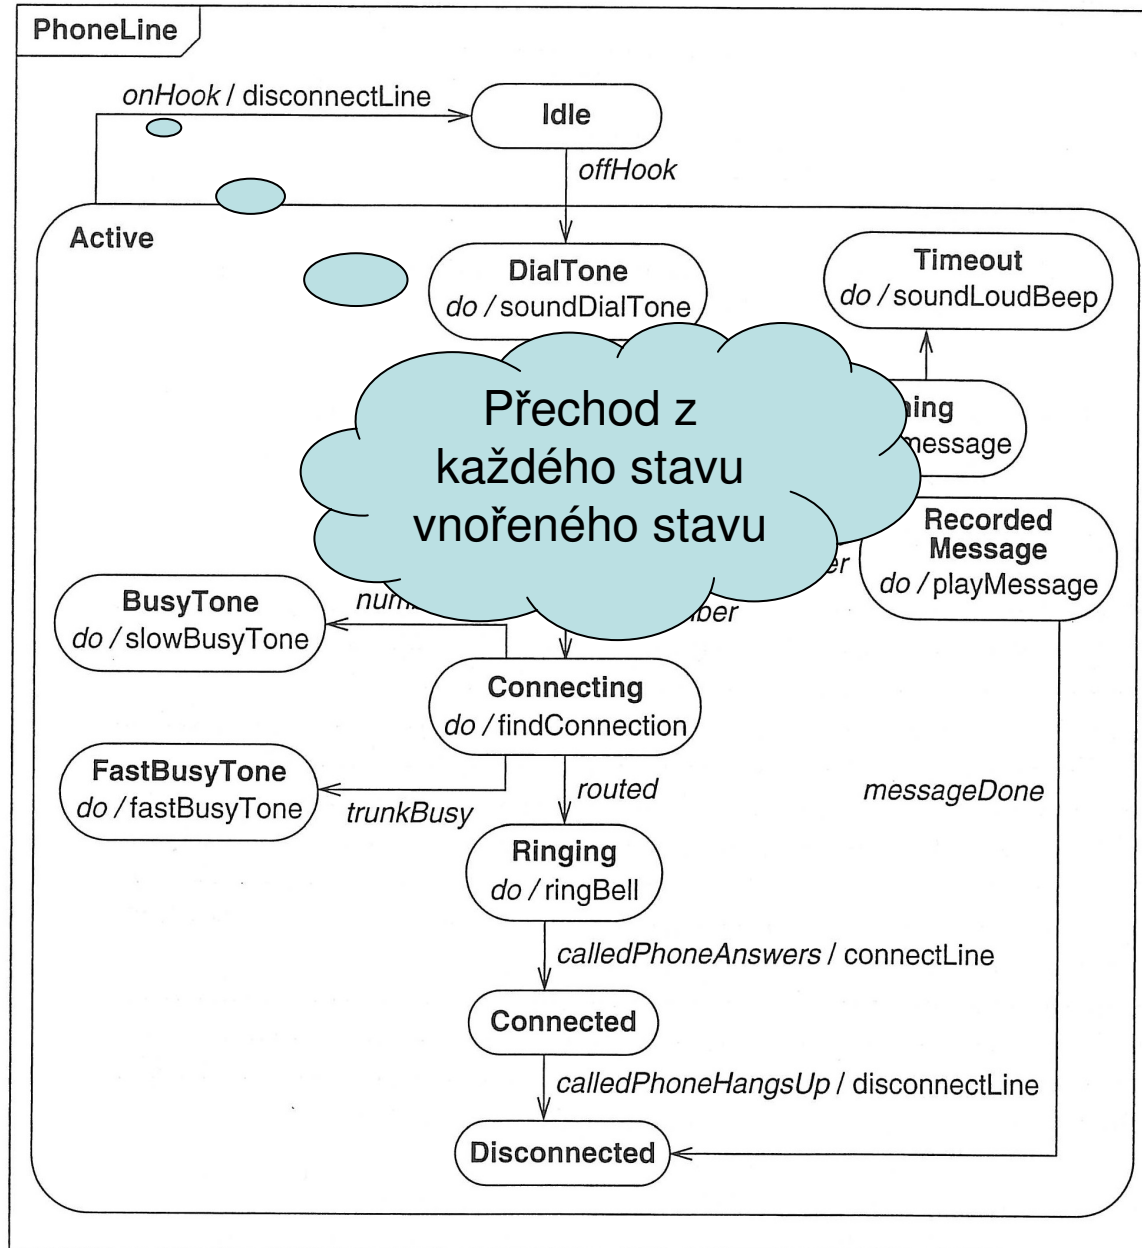 PhoneLine
onHook / disconnectLine
Idle
offHook
Active
DialTone
do / soundDialTone
Timeout
do / soundLoudBeep
Přechod z
každého stavu
vnořeného stavu
message
Recorded
Message
do / playMessage
BusyTone
do / slowBusyTone
Connecting
do / findConnection
FastBusyTone
do / fastBusyTone
trunkBusy
routed
messageDone
Ringing
do / ringBell
calledPhoneAnswers / connectLine
Connected
calledPhoneHangsUp / disconnectLine
Disconnected